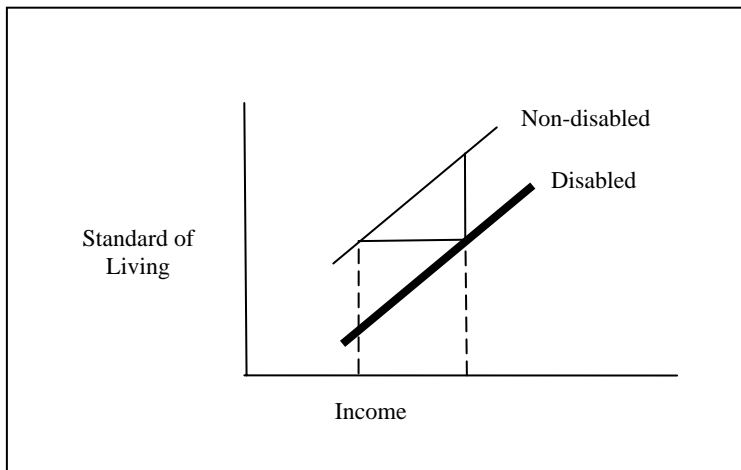 Non-disabled
Disabled
Standard of
Living
Income